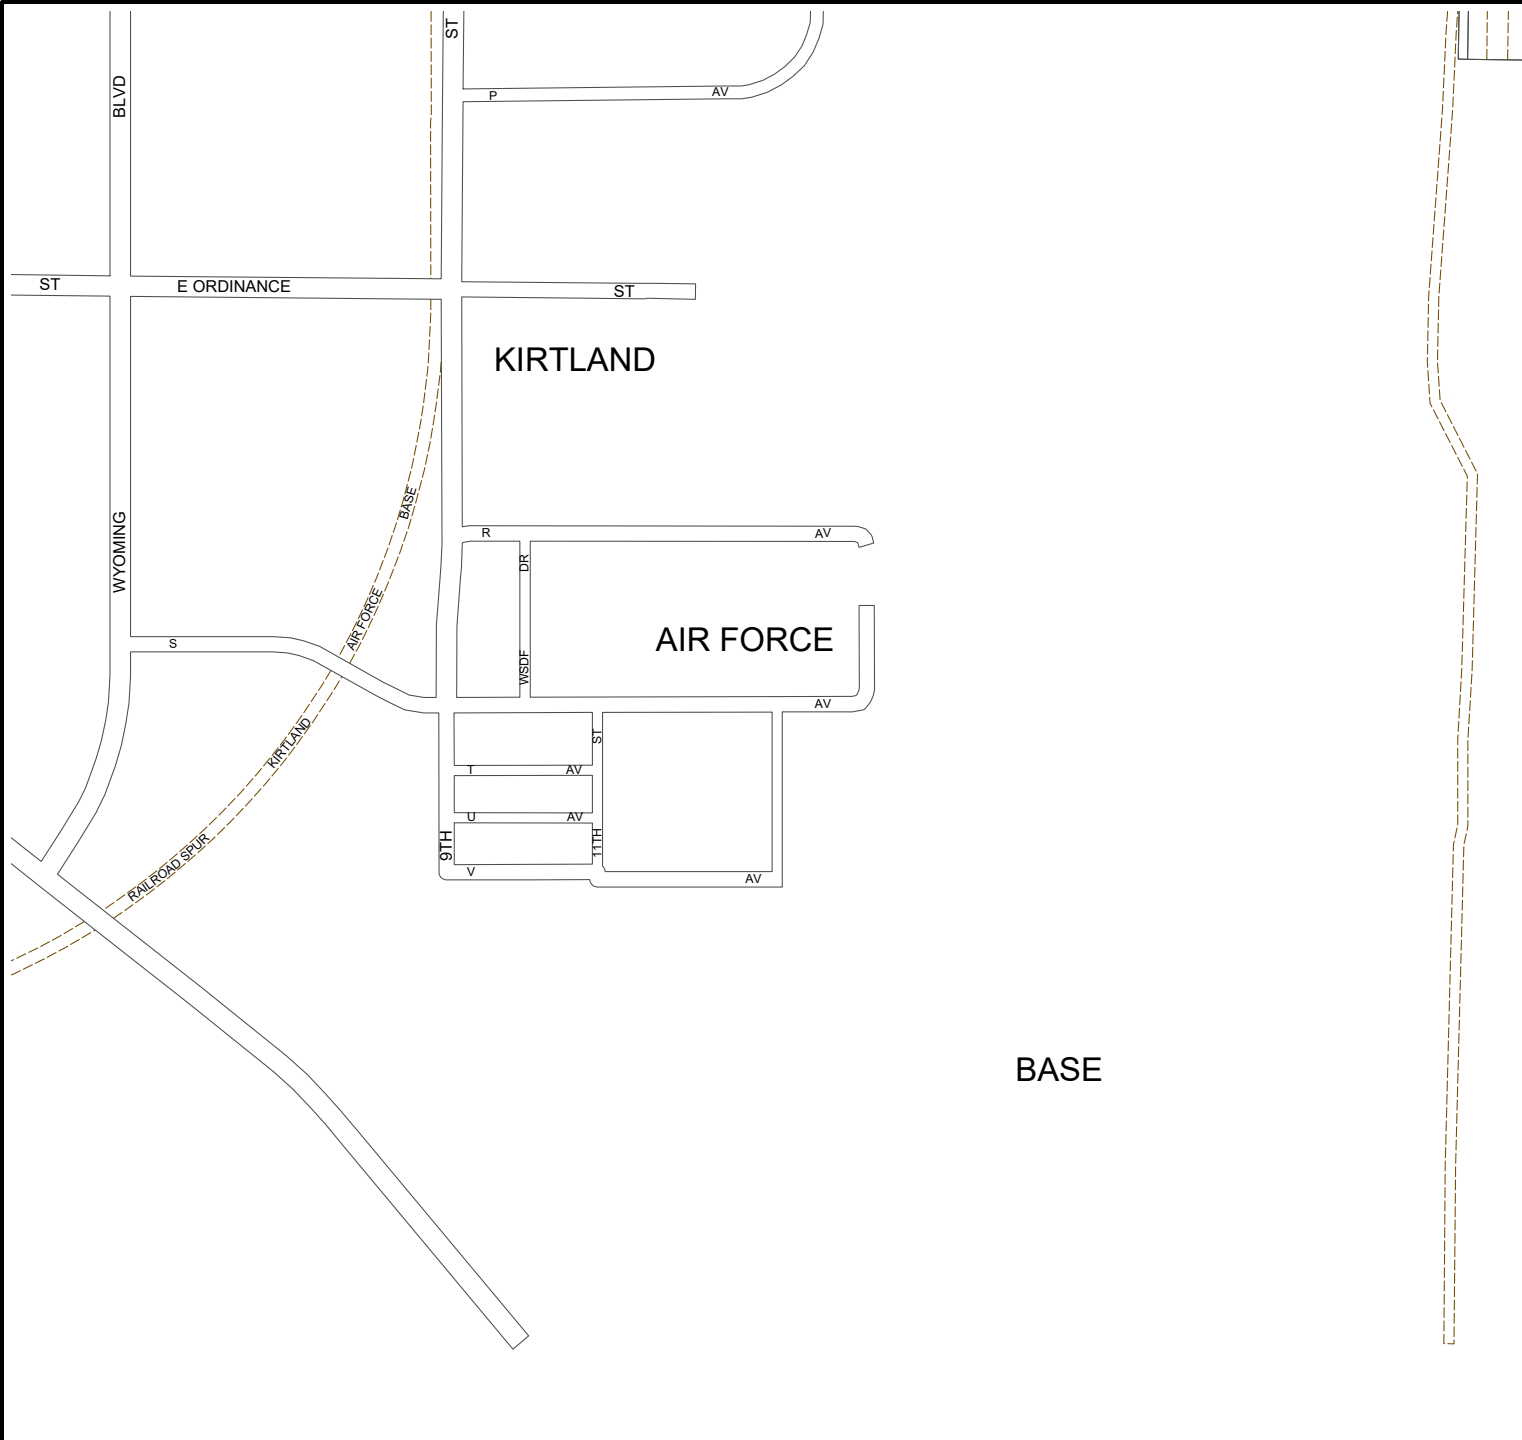 ST
P AV
BLVD
ST E ORDINANCE ST
KIRTLAND
BASE
WYOMING
R AV
DR
AIR FORCE
S
AIR FORCE
WSDF
AV
KIRTLAND
ST
T AV
U AV
9TH
11TH
RAILROAD SPUR
V AV
BASE